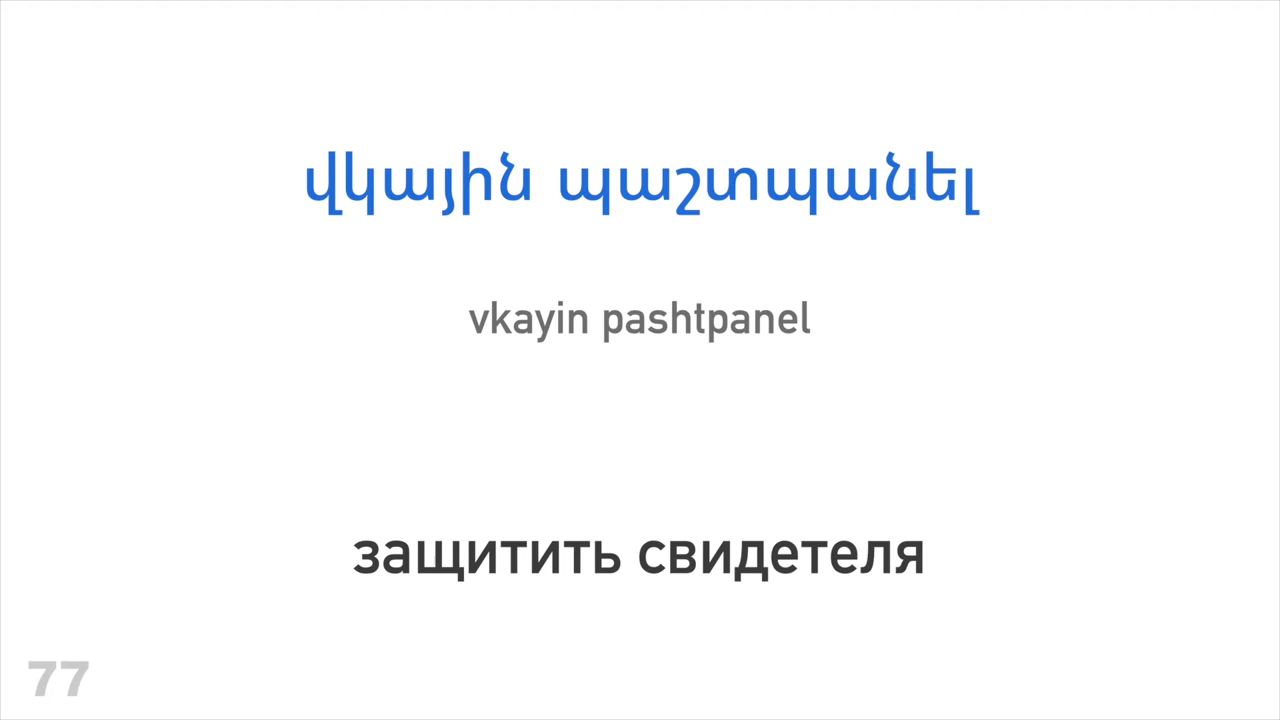 վկային պաշտպանել
vkayin pashtpanel
защитить свидетеля
77